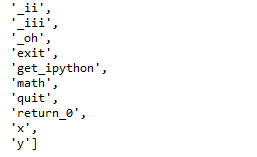 '_ii',
'_iii',
'_oh',
'exit',
'get_ipython',
'math',
'quit',
'return_0',
'x',
'y']